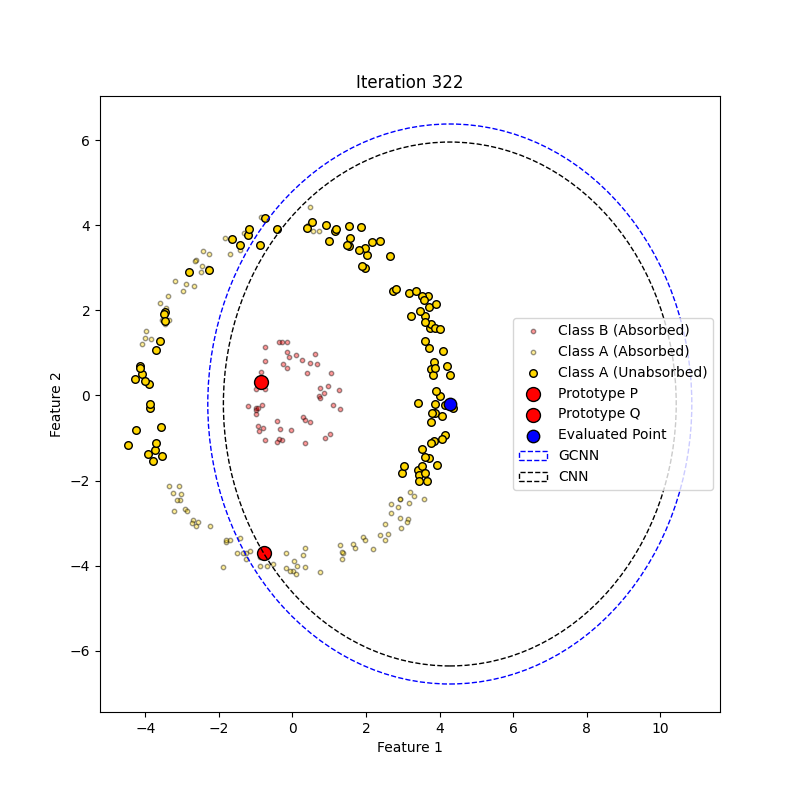 Iteration 322
6
4
2
0
−2
−4
−6
Feature 2
Class B (Absorbed)
Class A (Absorbed)
Class A (Unabsorbed)
Prototype P
Prototype Q
Evaluated Point
GCNN
CNN
−4 −2 0 2 4 6 8 10
Feature 1